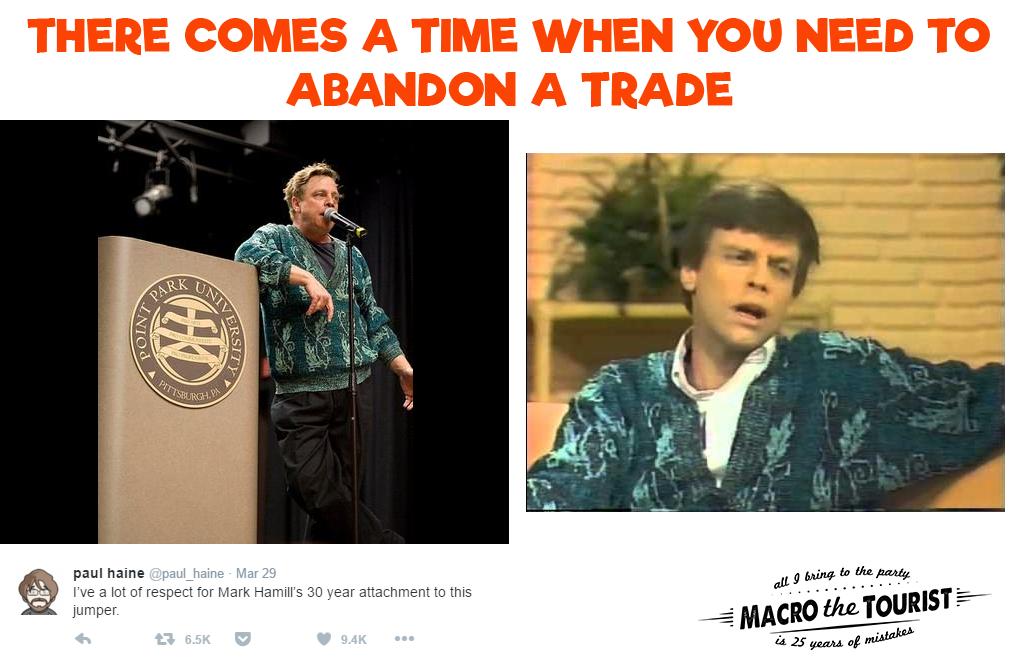 THERE COMES A TIME WHEN YOU NEED TO
ABANDON A TRADE
POINT PARK UNIVERSITY
PITTSBURGH, PA
paul haine @paul_haine · Mar 29
I've a lot of respect for Mark Hamill's 30 year attachment to this
jumper.
6.5K
9.4K
all I bring to the party
MACRO the TOURIST
is 25 years of mistakes